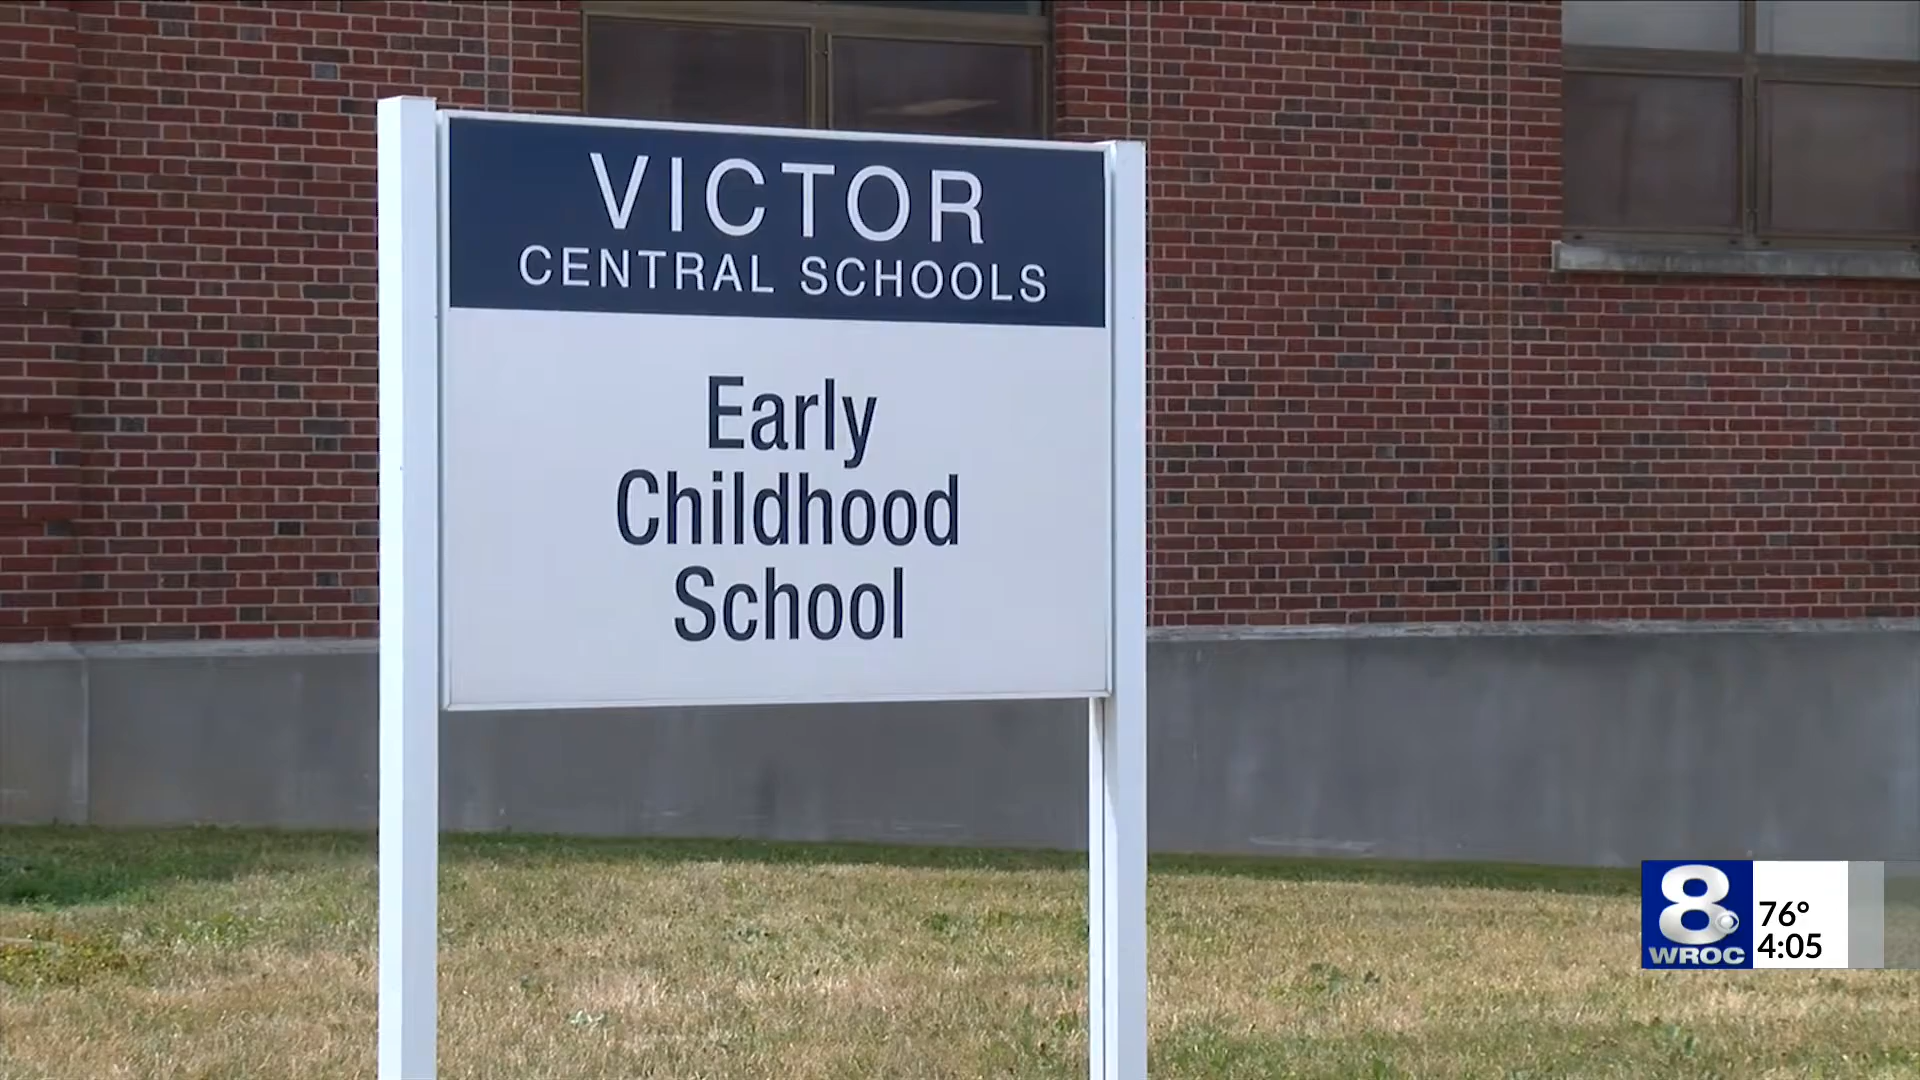 VICTOR
CENTRAL SCHOOLS
Early
Childhood
School
8
WROC
76°
4:05